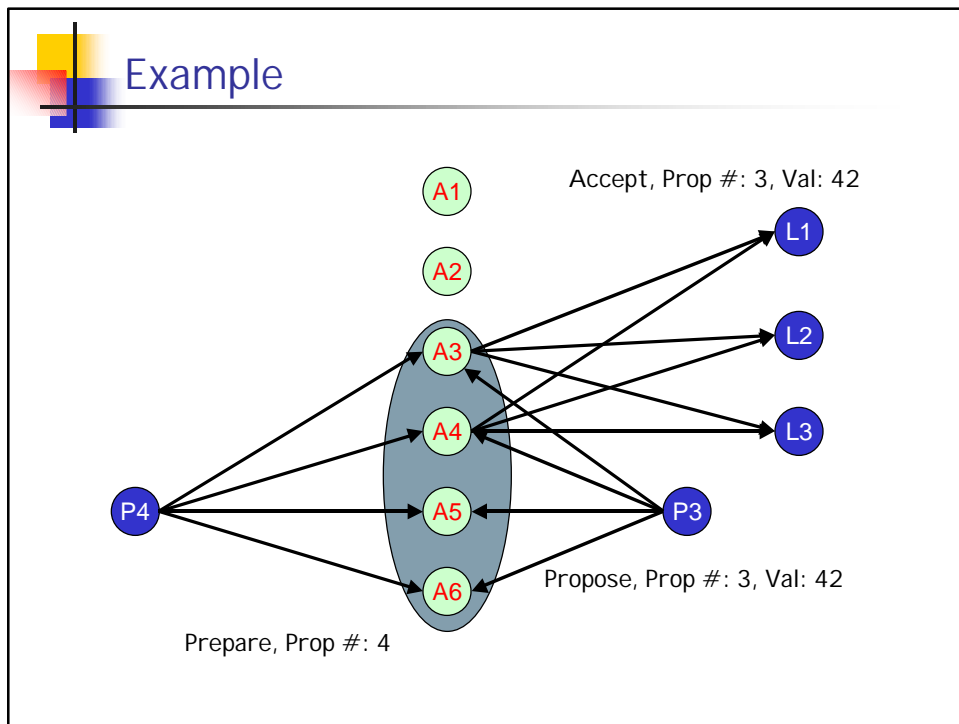 Example
A1
Accept, Prop #: 3, Val: 42
L1
A2
L2
A3
A4
L3
P4
A5
P3
A6
Propose, Prop #: 3, Val: 42
Prepare, Prop #: 4